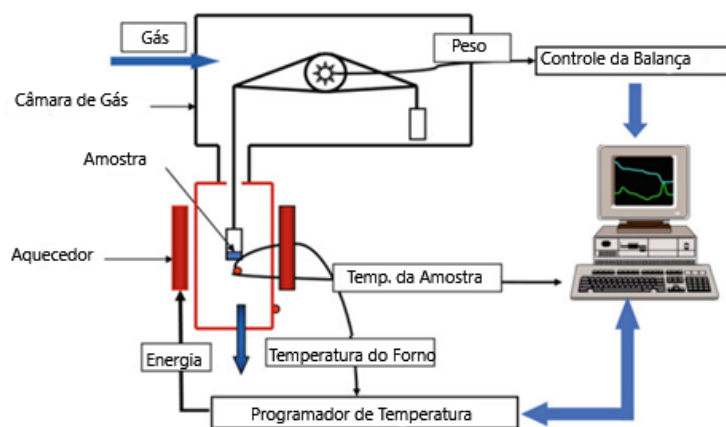 Gás
Peso
Controle da Balança
Câmara de Gás
Amostra
Aquecedor
Temp. da Amostra
Temperatura do Forno
Energia
Programador de Temperatura